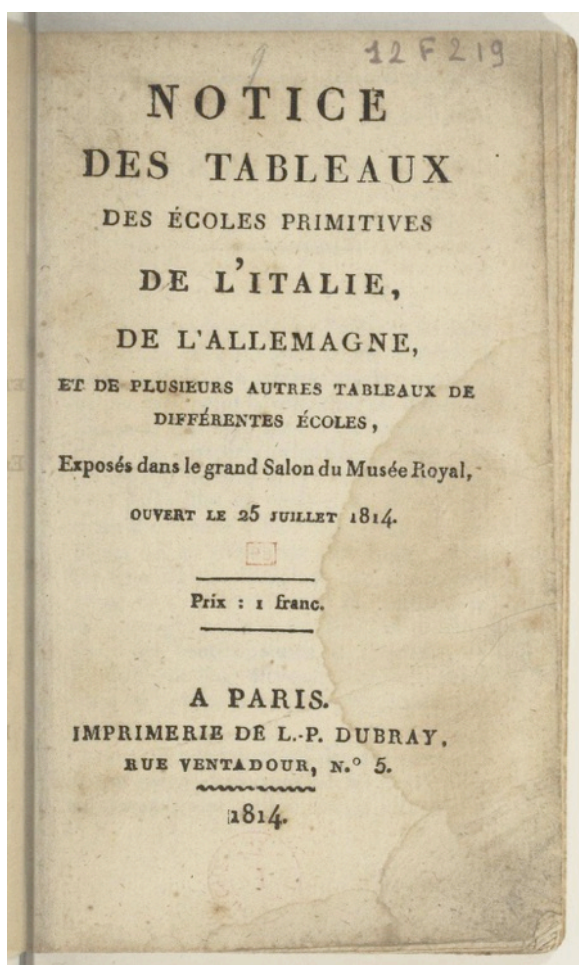 12 F 219
NOTICE
DES TABLEAUX
DES ÉCOLES PRIMITIVES
DE L'ITALIE,
DE L'ALLEMAGNE,
ET DE PLUSIEURS AUTRES TABLEAUX DE
DIFFÉRENTES ÉCOLES,
Exposés dans le grand Salon du Musée Royal,
OUVERT LE 25 JUILLET 1814.
Prix : 1 franc.
A PARIS.
IMPRIMERIE DE L.-P. DUBRAY,
RUE VENTADOUR, N.º 5.
1814.